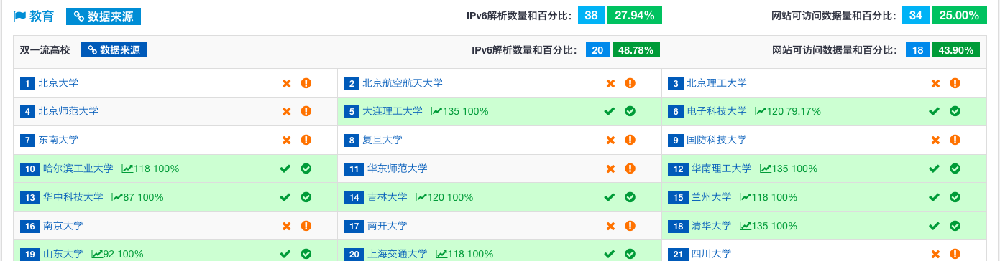 教育 数据来源 IPv6解析数量和百分比： 38 27.94% 网站可访问数据量和百分比： 34 25.00%
双一流高校 数据来源 IPv6解析数量和百分比： 20 48.78% 网站可访问数据量和百分比： 18 43.90%
1 北京大学 2 北京航空航天大学 3 北京理工大学
4 北京师范大学 5 大连理工大学 135 100% 6 电子科技大学 120 79.17%
7 东南大学 8 复旦大学 9 国防科技大学
10 哈尔滨工业大学 118 100% 11 华东师范大学 12 华南理工大学 135 100%
13 华中科技大学 87 100% 14 吉林大学 120 100% 15 兰州大学 118 100%
16 南京大学 17 南开大学 18 清华大学 135 100%
19 山东大学 92 100% 20 上海交通大学 118 100% 21 四川大学